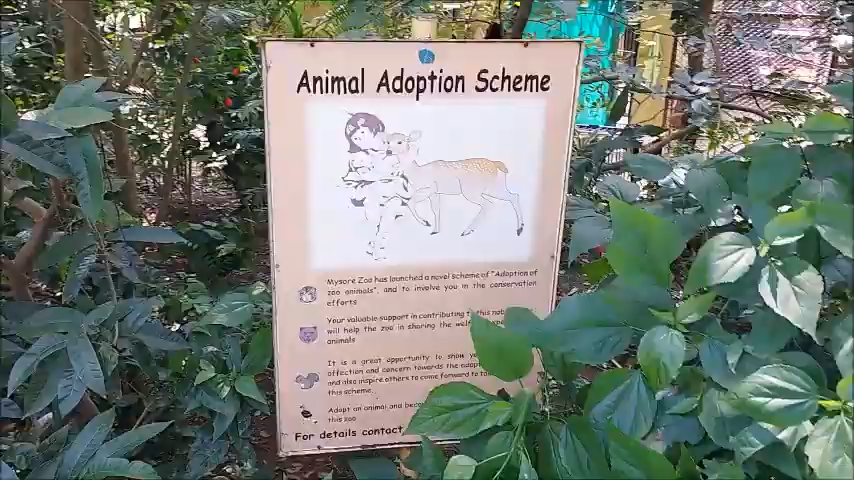 Animal Adoption Scheme
Mysore Zoo has launched a novel scheme of "Adoption of
zoo animals", and to involve you in the conservation
efforts
Your valuable support in contributing to this
will help the zoo in sharing the
animals.
It is a great opportunity to show
affection and concern towards the
and also inspire others to come forward
this scheme.
Adopt an animal and
this zoo
For details contact